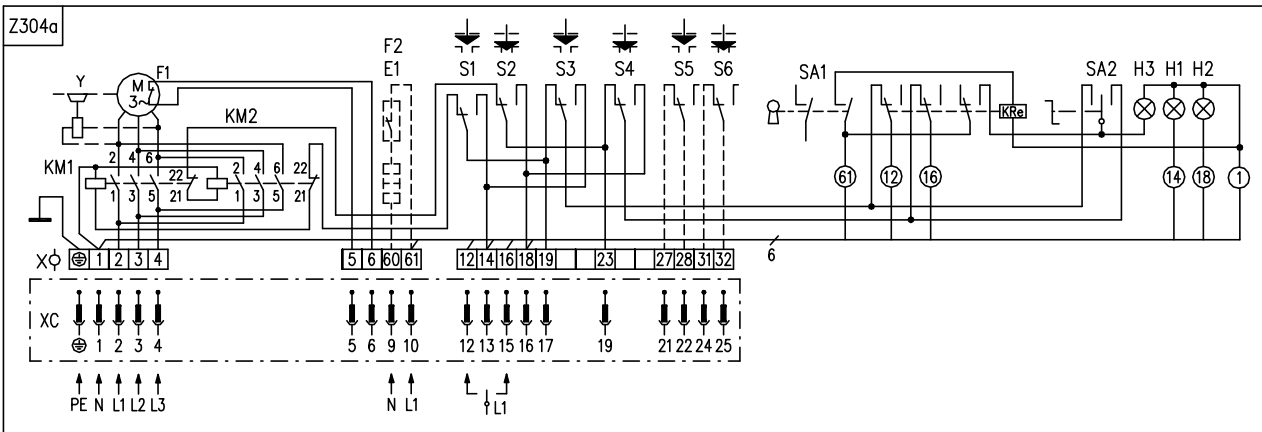 Z304a
F2
Y M 3~ F1 E1 S1 S2 S3 S4 S5 S6 SA1 SA2 H3 H1 H2
KM2 KRe
KM1 2 4 6 22 2 4 6 22
1 3 5 21 1 3 5 21
61 12 16 14 18 1
6
X 1 2 3 4 5 6 60 61 12 14 16 18 19 23 27 28 31 32
XC
1 2 3 4 5 6 9 10 12 13 15 16 17 19 21 22 24 25
PE N L1 L2 L3 N L1 L1